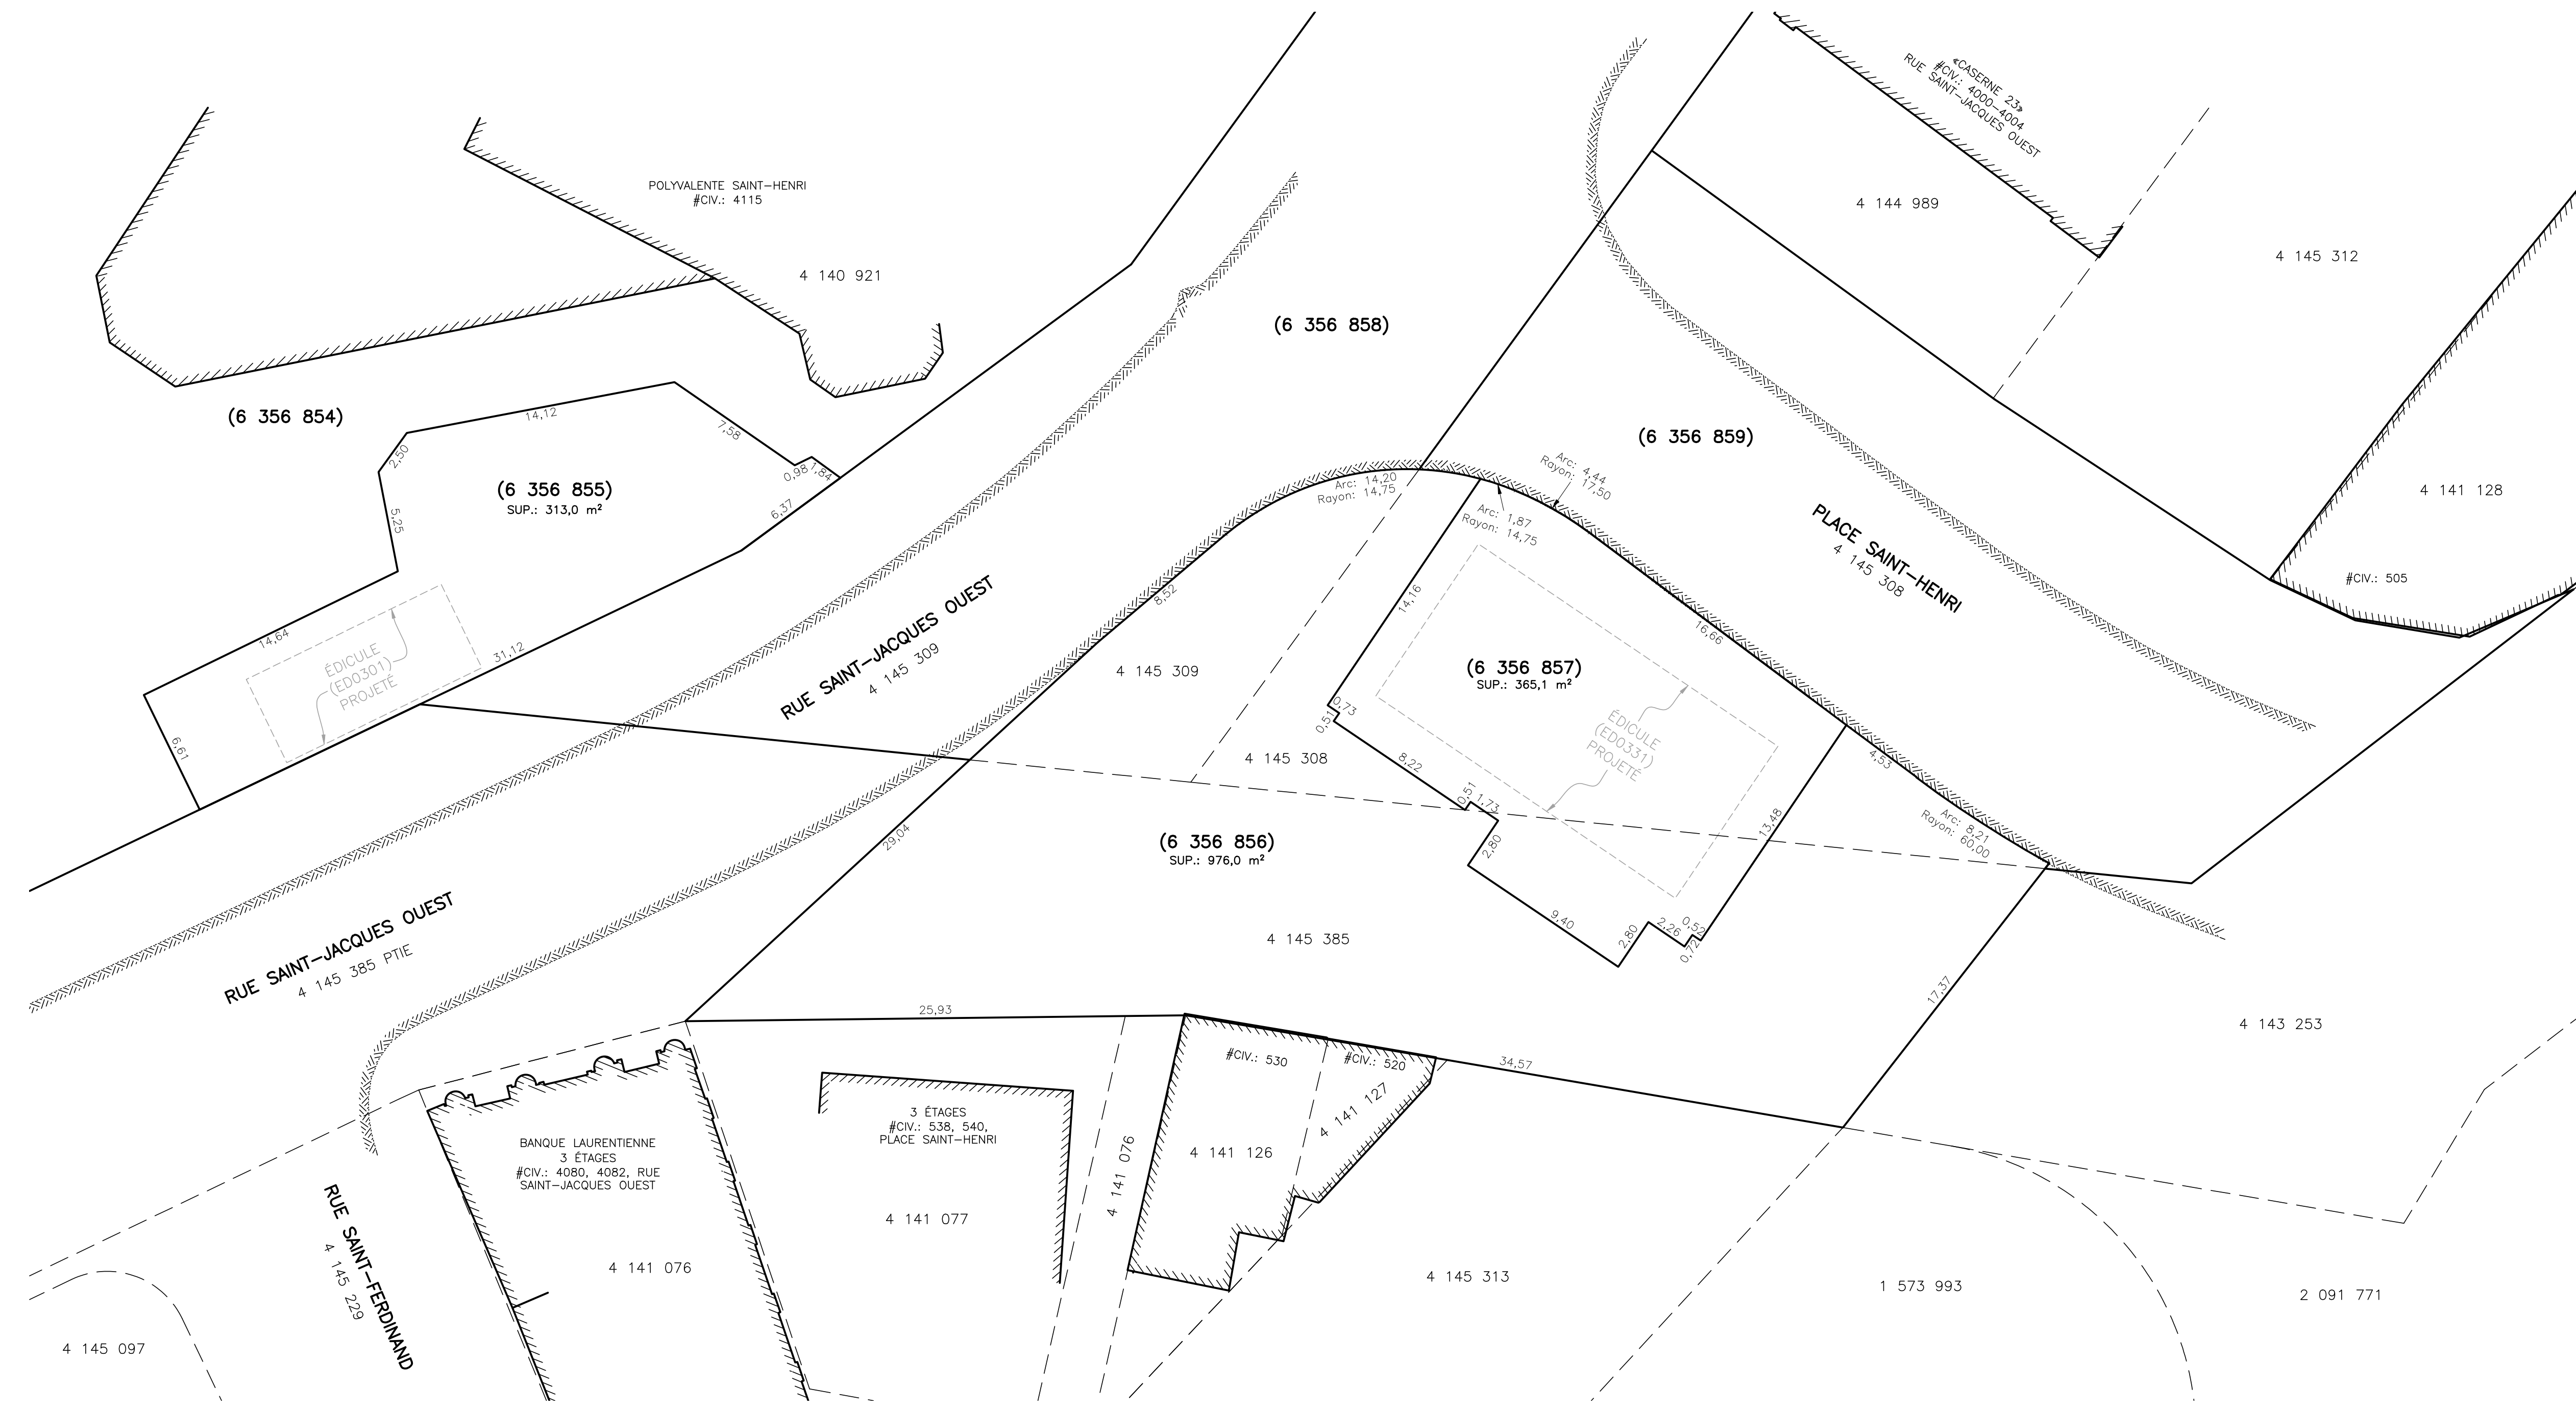 «CASERNE 23»
#CIV.: 4000-4004
RUE SAINT-JACQUES OUEST
4 144 989
4 145 312
POLYVALENTE SAINT-HENRI
#CIV.: 4115
4 140 921
(6 356 858)
(6 356 854)
14,12
7,58
2,50
0,98
1,84
(6 356 855)
SUP.: 313,0 m²
5,25
6,37
14,64
31,12
6,61
ÉDICULE
(ED0301)
PROJETÉ
(6 356 859)
Arc: 4,44
Rayon: 17,50
Arc: 14,20
Rayon: 14,75
Arc: 1,87
Rayon: 14,75
PLACE SAINT-HENRI
4 145 308
4 141 128
#CIV.: 505
8,52
14,16
16,66
RUE SAINT-JACQUES OUEST
4 145 309
4 145 309
(6 356 857)
SUP.: 365,1 m²
ÉDICULE
(ED0331)
PROJETÉ
0,73
0,51
4 145 308
8,22
0,51
1,73
4,53
29,04
2,80
13,48
Arc: 8,21
Rayon: 60,00
(6 356 856)
SUP.: 976,0 m²
RUE SAINT-JACQUES OUEST
4 145 385 PTIE
4 145 385
9,40
2,80
2,26
0,52
0,72
17,37
25,93
4 143 253
#CIV.: 530
#CIV.: 520
34,57
3 ÉTAGES
#CIV.: 538, 540,
PLACE SAINT-HENRI
4 141 127
BANQUE LAURENTIENNE
3 ÉTAGES
#CIV.: 4080, 4082, RUE
SAINT-JACQUES OUEST
4 141 076
4 141 126
4 141 077
RUE SAINT-FERDINAND
4 145 229
4 141 076
4 145 313
1 573 993
2 091 771
4 145 097